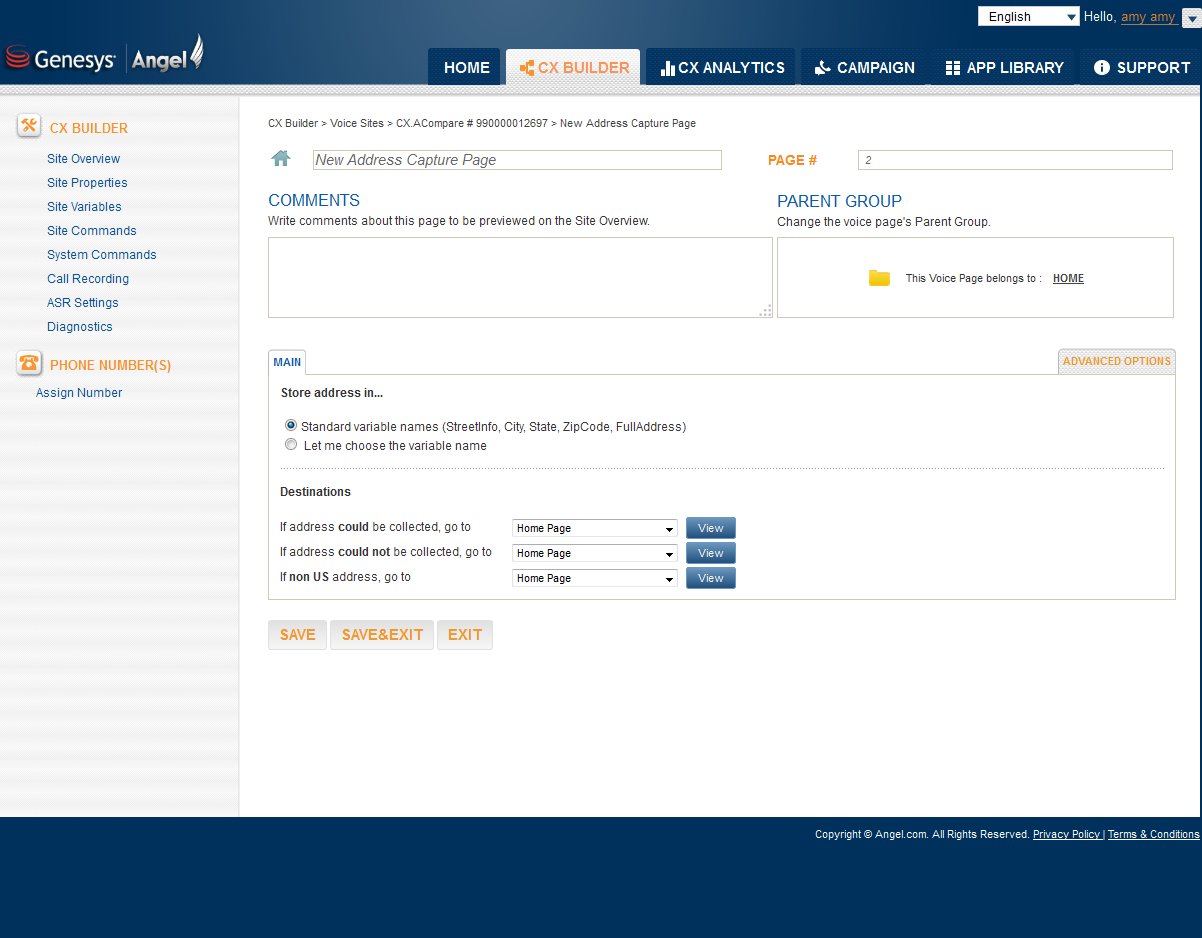 English Hello, amy amy
Genesys Angel
HOME CX BUILDER CX ANALYTICS CAMPAIGN APP LIBRARY SUPPORT
CX BUILDER
Site Overview
Site Properties
Site Variables
Site Commands
System Commands
Call Recording
ASR Settings
Diagnostics
PHONE NUMBER(S)
Assign Number
CX Builder > Voice Sites > CX.ACompare # 990000012697 > New Address Capture Page
New Address Capture Page PAGE # 2
COMMENTS
Write comments about this page to be previewed on the Site Overview.
PARENT GROUP
Change the voice page's Parent Group.
This Voice Page belongs to : HOME
MAIN ADVANCED OPTIONS
Store address in...
Standard variable names (StreetInfo, City, State, ZipCode, FullAddress)
Let me choose the variable name
Destinations
If address could be collected, go to Home Page View
If address could not be collected, go to Home Page View
If non US address, go to Home Page View
SAVE SAVE&EXIT EXIT
Copyright © Angel.com. All Rights Reserved. Privacy Policy | Terms & Conditions